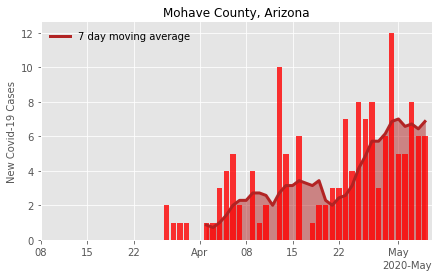 Mohave County, Arizona
7 day moving average
New Covid-19 Cases
12
10
8
6
4
2
0
08 15 22 Apr 08 15 22 May
2020-May